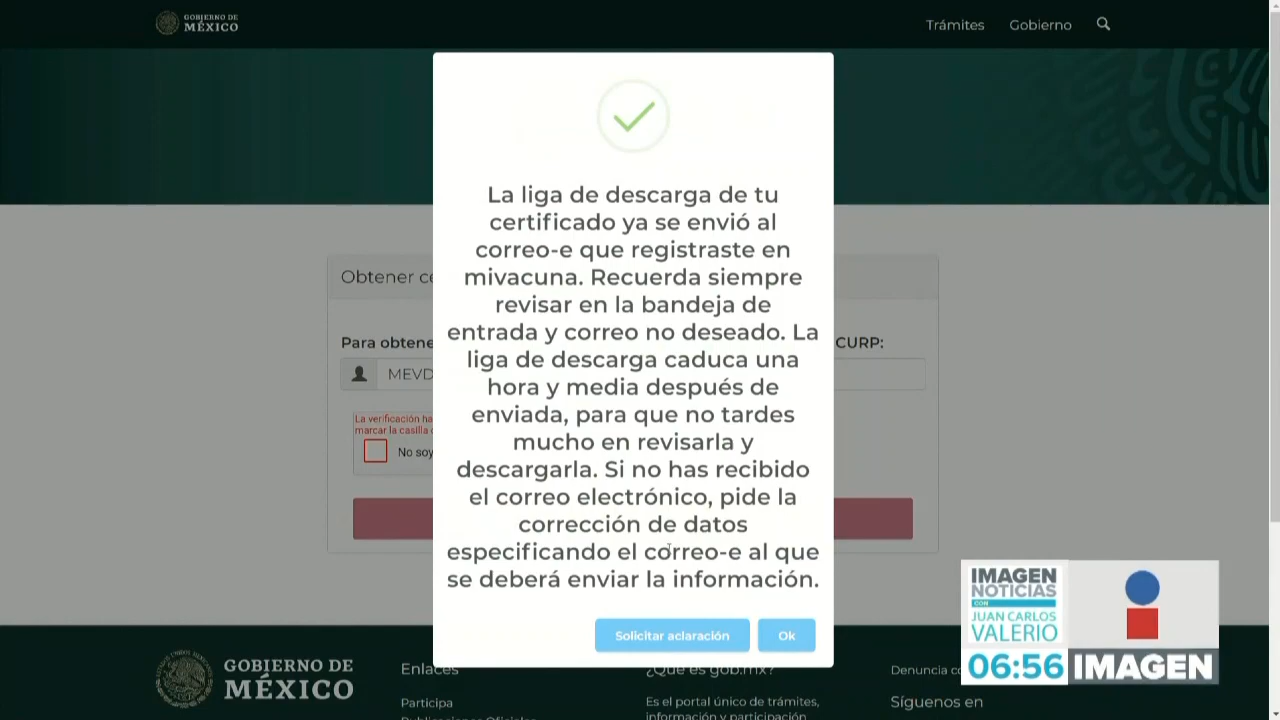 GOBIERNO DE
MÉXICO
Trámites
Gobierno
La liga de descarga de tu
certificado ya se envió al
correo-e que registraste en
mivacuna. Recuerda siempre
revisar en la bandeja de
entrada y correo no deseado. La
liga de descarga caduca una
hora y media después de
enviada, para que no tardes
mucho en revisarla y
descargarla. Si no has recibido
el correo electrónico, pide la
corrección de datos
especificando el correo-e al que
se deberá enviar la información.
Solicitar aclaración
Ok
Obtener
Para
CURP:
MEVD
La verificación
marcar la casilla
No soy
GOBIERNO DE
MÉXICO
Enlaces
Participa
¿Qué es gob.mx?
Es el portal único de trámites,
información y participación
Denuncia
Síguenos en
IMAGEN
NOTICIAS
CON
JUAN CARLOS
VALERIO
06:56
IMAGEN